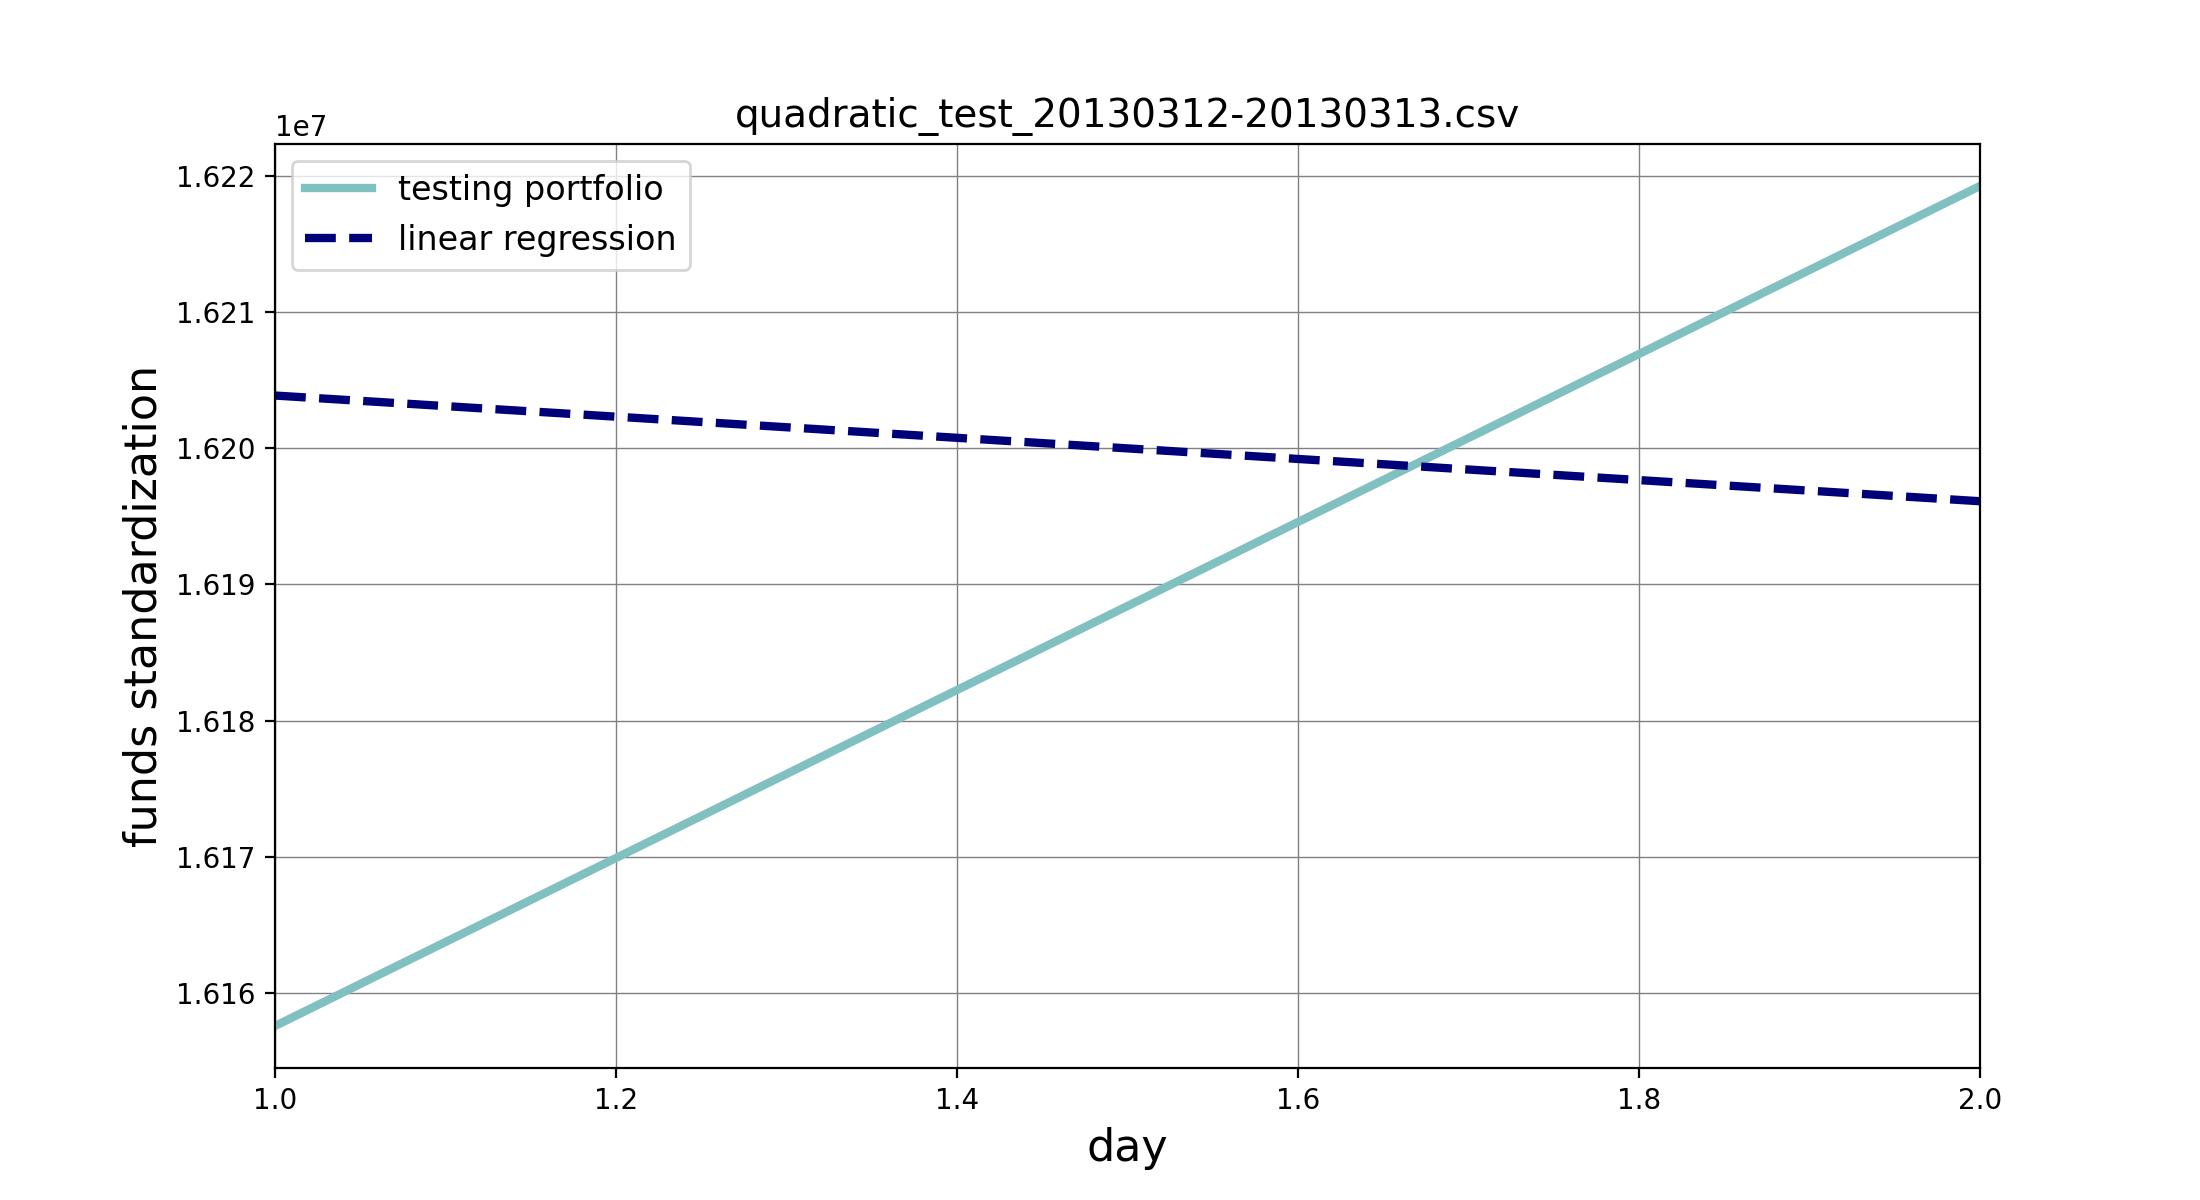 quadratic_test_20130312-20130313.csv
1e7
testing portfolio
linear regression
funds standardization
1.622
1.621
1.620
1.619
1.618
1.617
1.616
1.0 1.2 1.4 1.6 1.8 2.0
day